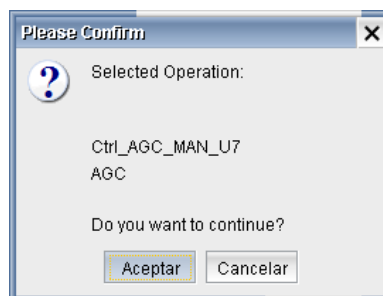 Please Confirm
Selected Operation:
Ctrl_AGC_MAN_U7
AGC
Do you want to continue?
Aceptar Cancelar